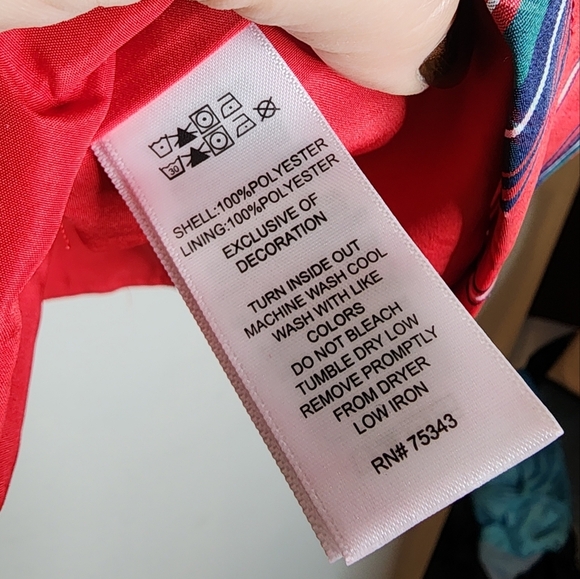 30
SHELL:100%POLYESTER
LINING:100%POLYESTER
EXCLUSIVE OF
DECORATION
TURN INSIDE OUT
MACHINE WASH COOL
WASH WITH LIKE
COLORS
DO NOT BLEACH
TUMBLE DRY LOW
REMOVE PROMPTLY
FROM DRYER
LOW IRON
RN# 75343